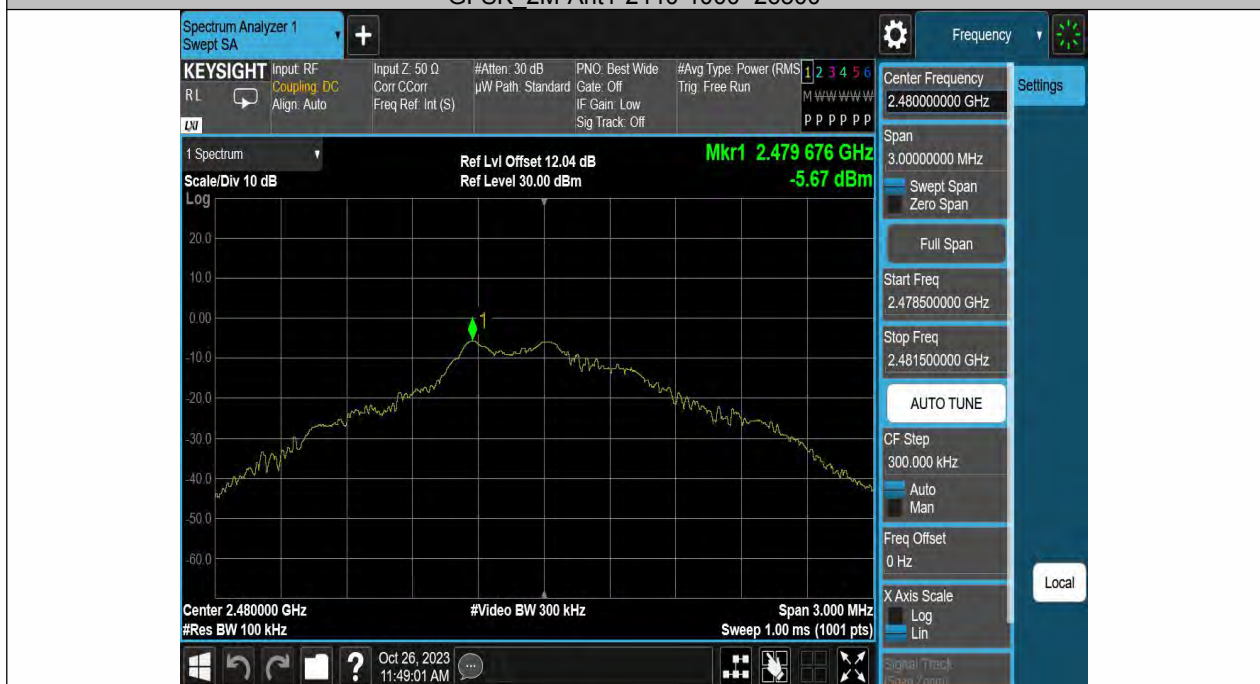 Spectrum Analyzer 1
Swept SA
+
Frequency
KEYSIGHT
RL
LXI
Input: RF
Coupling: DC
Align: Auto
Input Z: 50 Ω
Corr CCorr
Freq Ref: Int (S)
#Atten: 30 dB
µW Path: Standard
PNO: Best Wide
Gate: Off
IF Gain: Low
Sig Track: Off
#Avg Type: Power (RMS
Trig: Free Run
1 2 3 4 5 6
M W W W W W
P P P P P P
Center Frequency
2.480000000 GHz
Settings
Span
3.00000000 MHz
Swept Span
Zero Span
Full Span
Start Freq
2.478500000 GHz
Stop Freq
2.481500000 GHz
AUTO TUNE
CF Step
300.000 kHz
Auto
Man
Freq Offset
0 Hz
X Axis Scale
Log
Lin
Signal Track
(Span Zoom)
Local
1 Spectrum
Scale/Div 10 dB
Log
Ref Lvl Offset 12.04 dB
Ref Level 30.00 dBm
Mkr1 2.479 676 GHz
-5.67 dBm
20.0
10.0
0.00
-10.0
-20.0
-30.0
-40.0
-50.0
-60.0
1
Center 2.480000 GHz
#Video BW 300 kHz
Span 3.000 MHz
#Res BW 100 kHz
Sweep 1.00 ms (1001 pts)
?
Oct 26, 2023
11:49:01 AM